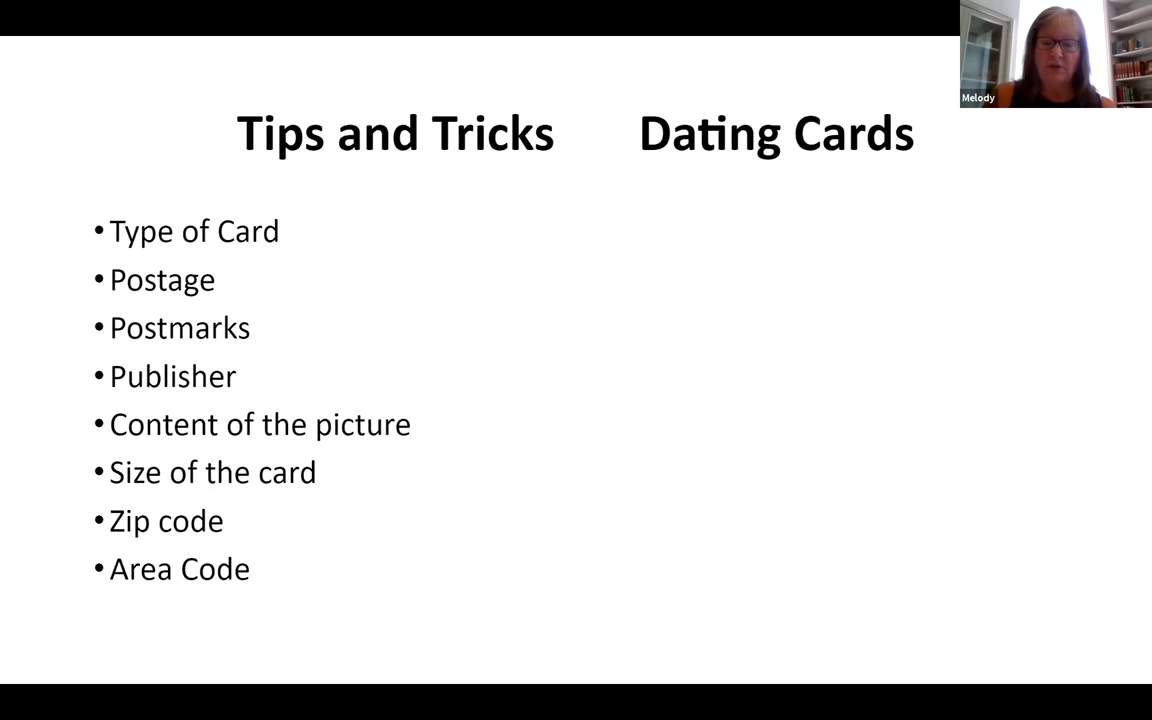 Melody
Tips and Tricks Dating Cards
•Type of Card
•Postage
•Postmarks
•Publisher
•Content of the picture
•Size of the card
•Zip code
•Area Code